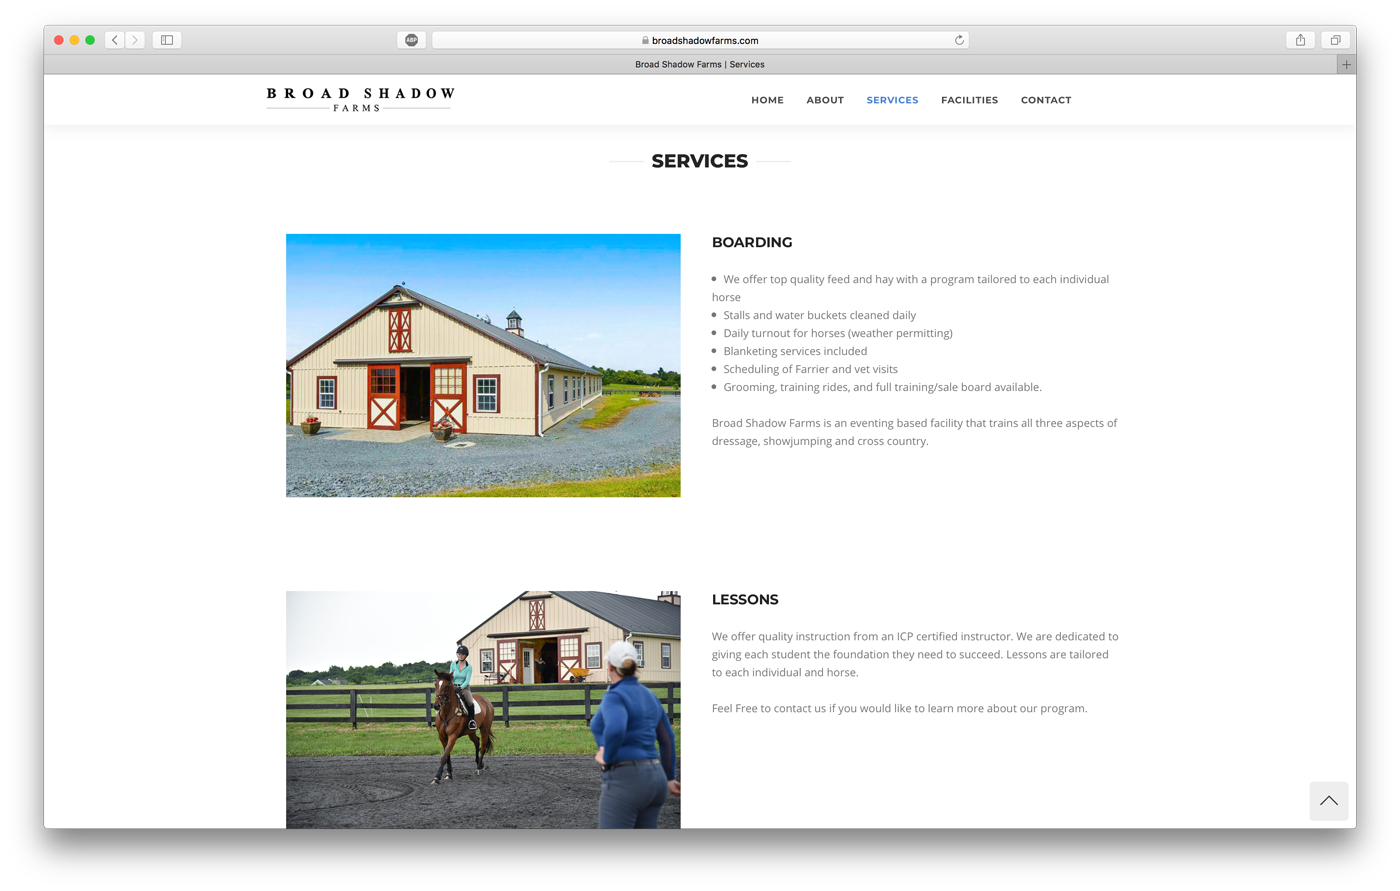 ABP
broadshadowfarms.com
Broad Shadow Farms | Services
BROAD SHADOW
FARMS
HOME ABOUT SERVICES FACILITIES CONTACT
SERVICES
BOARDING
• We offer top quality feed and hay with a program tailored to each individual
horse
• Stalls and water buckets cleaned daily
• Daily turnout for horses (weather permitting)
• Blanketing services included
• Scheduling of Farrier and vet visits
• Grooming, training rides, and full training/sale board available.
Broad Shadow Farms is an eventing based facility that trains all three aspects of
dressage, showjumping and cross country.
LESSONS
We offer quality instruction from an ICP certified instructor. We are dedicated to
giving each student the foundation they need to succeed. Lessons are tailored
to each individual and horse.
Feel Free to contact us if you would like to learn more about our program.